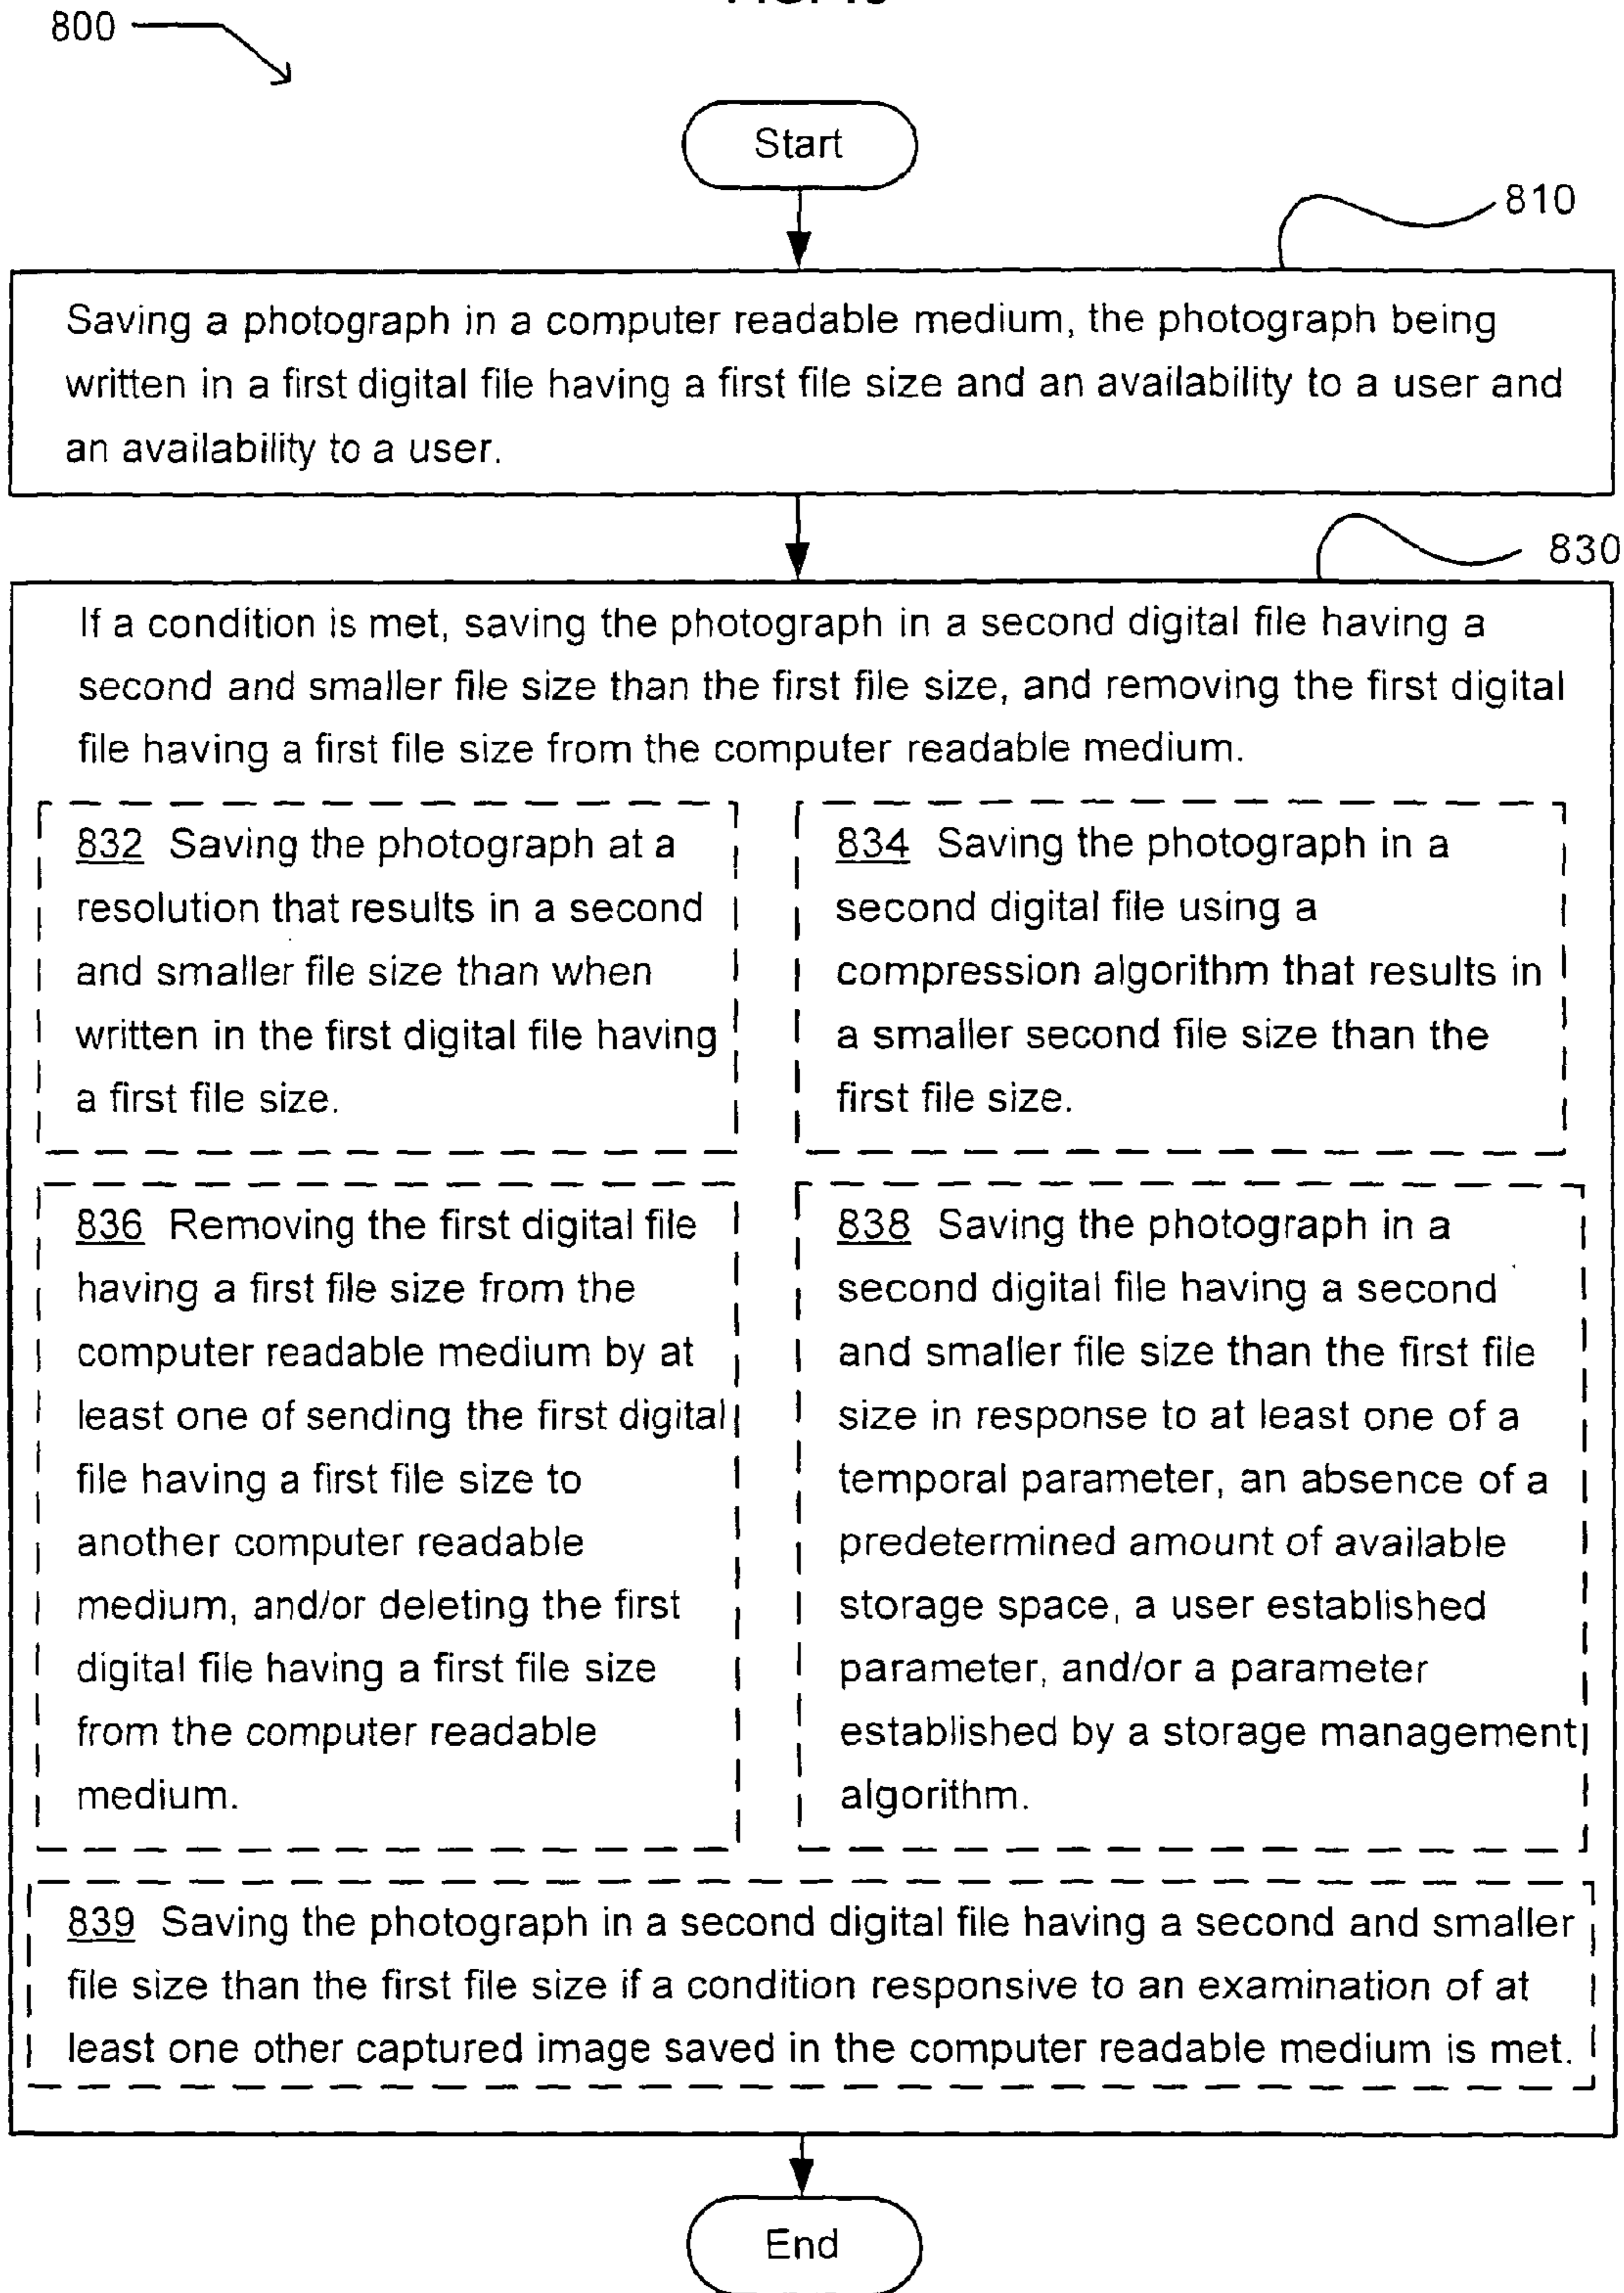 800
Start
810
Saving a photograph in a computer readable medium, the photograph being
written in a first digital file having a first file size and an availability to a user and
an availability to a user.
830
If a condition is met, saving the photograph in a second digital file having a
second and smaller file size than the first file size, and removing the first digital
file having a first file size from the computer readable medium.
832 Saving the photograph at a
resolution that results in a second
and smaller file size than when
written in the first digital file having
a first file size.
834 Saving the photograph in a
second digital file using a
compression algorithm that results in
a smaller second file size than the
first file size.
836 Removing the first digital file
having a first file size from the
computer readable medium by at
least one of sending the first digital
file having a first file size to
another computer readable
medium, and/or deleting the first
digital file having a first file size
from the computer readable
medium.
838 Saving the photograph in a
second digital file having a second
and smaller file size than the first file
size in response to at least one of a
temporal parameter, an absence of a
predetermined amount of available
storage space, a user established
parameter, and/or a parameter
established by a storage management
algorithm.
839 Saving the photograph in a second digital file having a second and smaller
file size than the first file size if a condition responsive to an examination of at
least one other captured image saved in the computer readable medium is met.
End